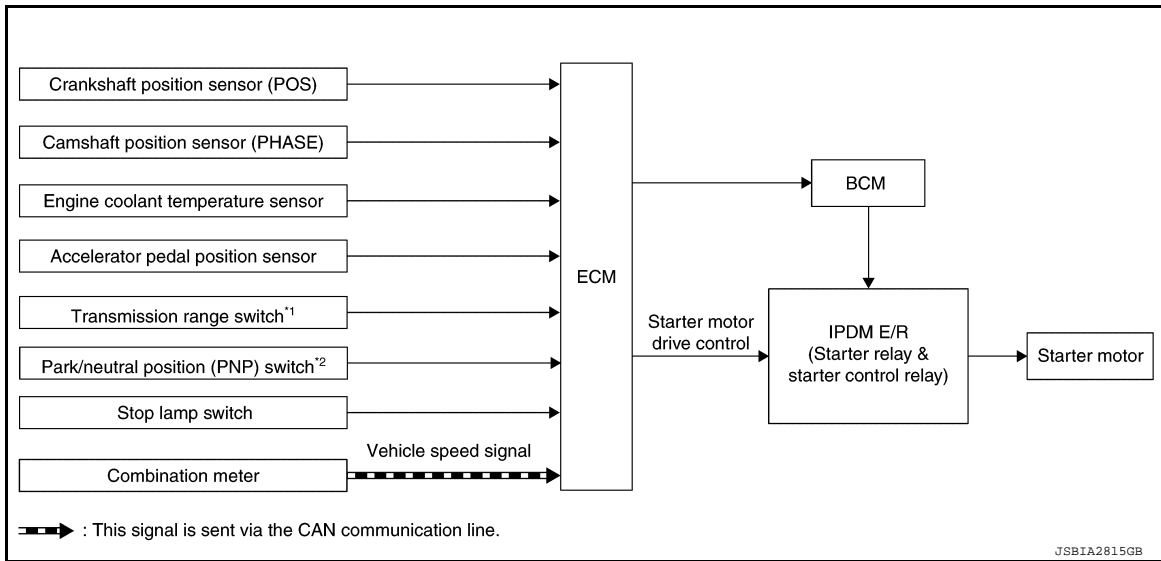 Crankshaft position sensor (POS)
Camshaft position sensor (PHASE)
Engine coolant temperature sensor
Accelerator pedal position sensor
Transmission range switch*1
Park/neutral position (PNP) switch*2
Stop lamp switch
Combination meter
Vehicle speed signal
ECM
BCM
Starter motor
drive control
IPDM E/R
(Starter relay &
starter control relay)
Starter motor
: This signal is sent via the CAN communication line.
JSBIA2815GB